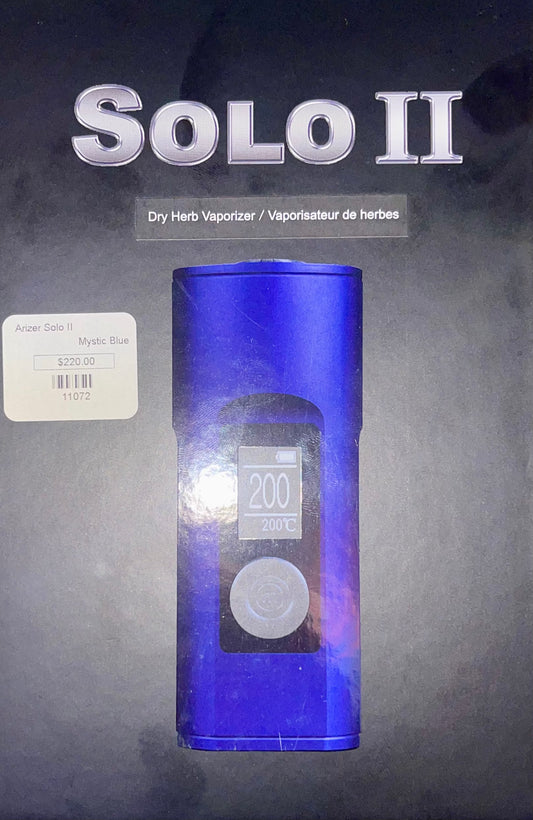 SOLO II
Dry Herb Vaporizer / Vaporisateur de herbes
Arizer Solo II
Mystic Blue
$220.00
11072
200
200°C